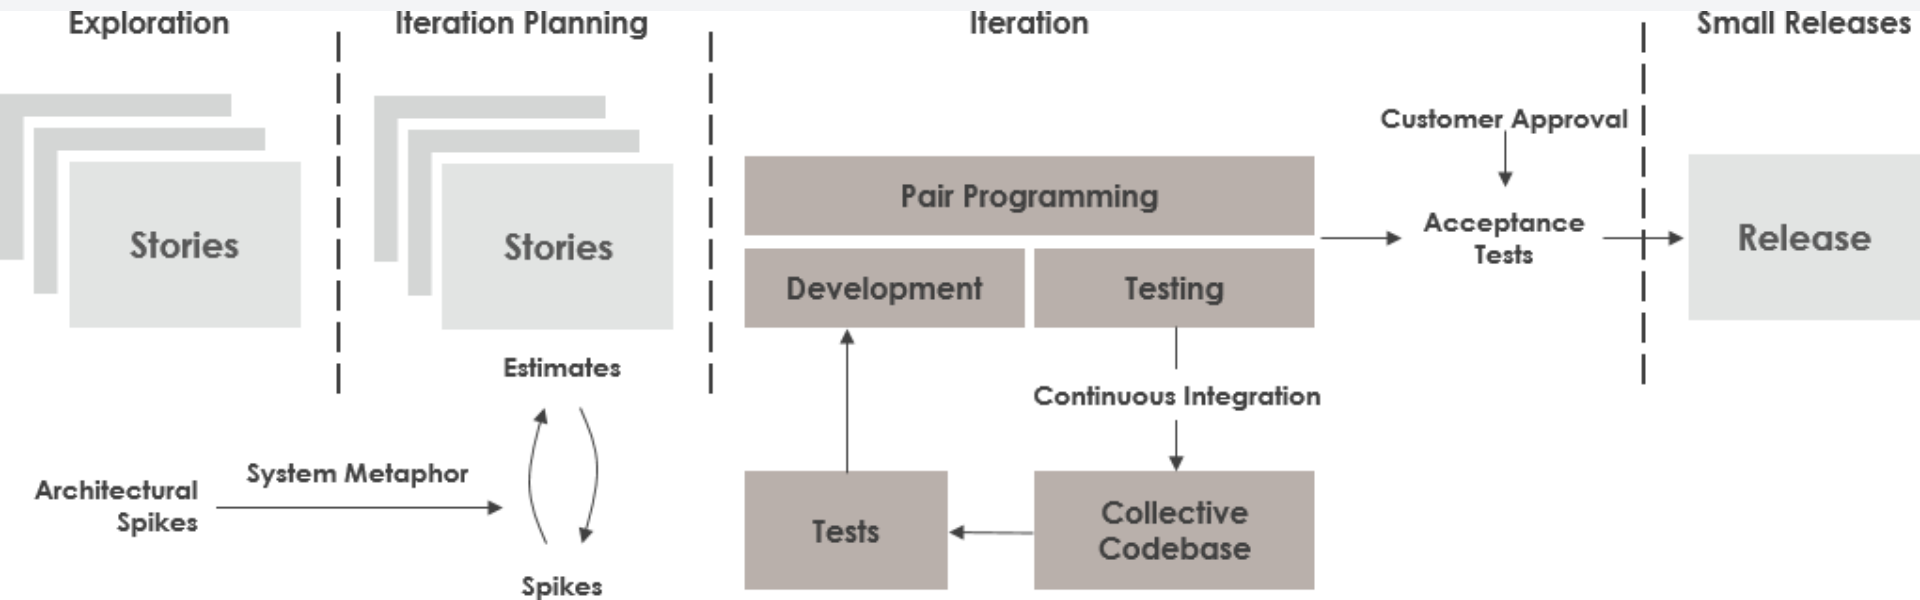 Exploration
Iteration Planning
Iteration
Small Releases
Stories
Stories
Estimates
Architectural
Spikes
System Metaphor
Spikes
Pair Programming
Development
Testing
Continuous Integration
Tests
Collective
Codebase
Customer Approval
Acceptance
Tests
Release